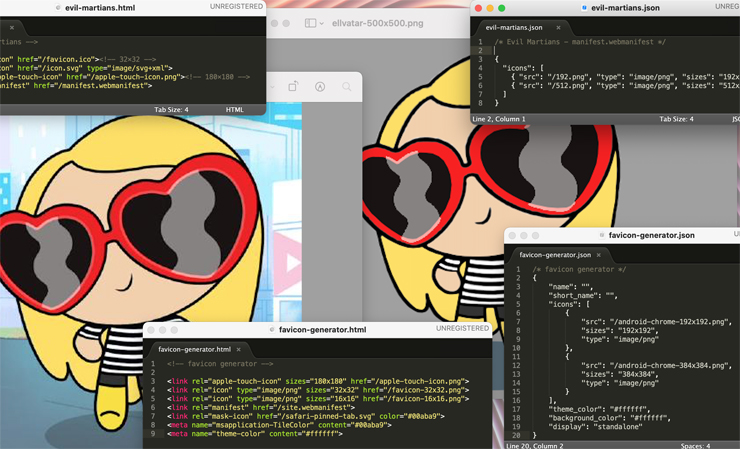 evil-martians.html
UNREGISTERED
artians -->
on" href="/favicon.ico"><!-- 32×32 -->
on" href="/icon.svg" type="image/svg+xml">
apple-touch-icon" href="/apple-touch-icon.png"><!-- 180×180 -->
anifest" href="/manifest.webmanifest">
Tab Size: 4
HTML
ellvatar-500x500.png
evil-martians.json
UNREG
evil-martians.json
1 /* Evil Martians – manifest.webmanifest */
2
3 {
4 "icons": [
5 { "src": "/192.png", "type": "image/png", "sizes": "192x
6 { "src": "/512.png", "type": "image/png", "sizes": "512x
7 ]
8 }
Line 2, Column 1
Tab Size: 4
JSO
favicon-generator.html
UNREGISTERED
favicon-generator.html
1 <!-- favicon generator -->
2
3 <link rel="apple-touch-icon" sizes="180x180" href="/apple-touch-icon.png">
4 <link rel="icon" type="image/png" sizes="32x32" href="/favicon-32x32.png">
5 <link rel="icon" type="image/png" sizes="16x16" href="/favicon-16x16.png">
6 <link rel="manifest" href="/site.webmanifest">
7 <link rel="mask-icon" href="/safari-pinned-tab.svg" color="#00aba9">
8 <meta name="msapplication-TileColor" content="#00aba9">
9 <meta name="theme-color" content="#ffffff">
favicon-generator.json
favicon-generator.json
1 /* favicon generator */
2 {
3 "name": "",
4 "short_name": "",
5 "icons": [
6 {
7 "src": "/android-chrome-192x192.png",
8 "sizes": "192x192",
9 "type": "image/png"
10 },
11 {
12 "src": "/android-chrome-384x384.png",
13 "sizes": "384x384",
14 "type": "image/png"
15 }
16 ],
17 "theme_color": "#ffffff",
18 "background_color": "#ffffff",
19 "display": "standalone"
20 }
Line 20, Column 2
Spaces: 4